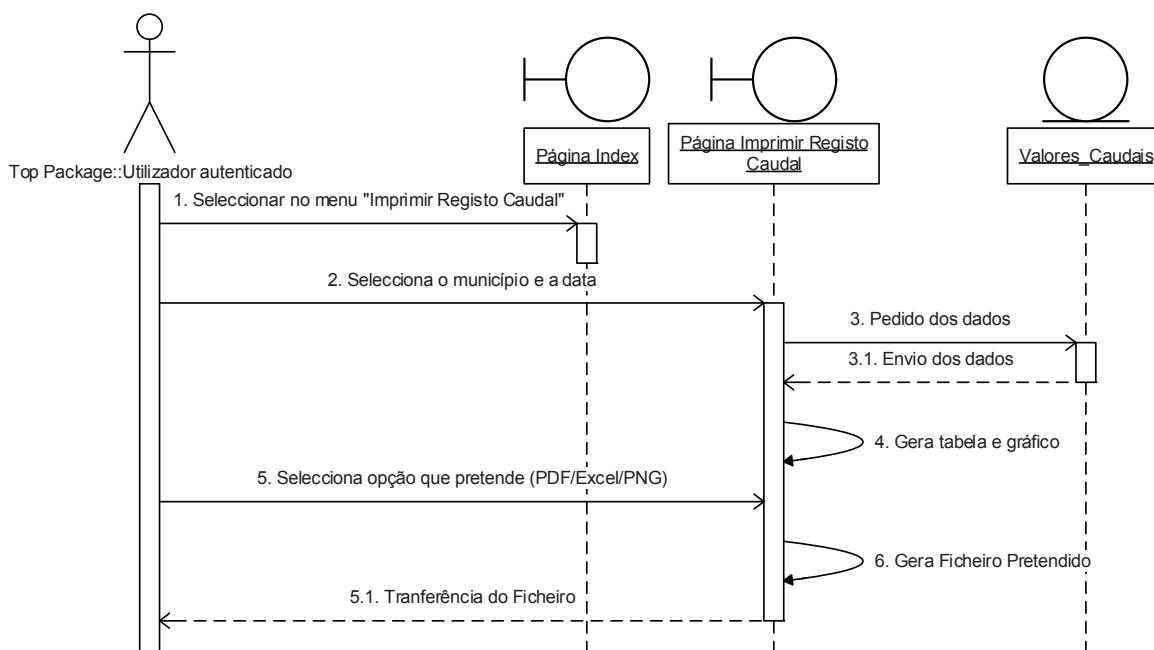 Top Package::Utilizador autenticado
Página Index
Página Imprimir Registo
Caudal
Valores_Caudais
1. Seleccionar no menu "Imprimir Registo Caudal"
2. Selecciona o município e a data
3. Pedido dos dados
3.1. Envio dos dados
4. Gera tabela e gráfico
5. Selecciona opção que pretende (PDF/Excel/PNG)
6. Gera Ficheiro Pretendido
5.1. Tranferência do Ficheiro